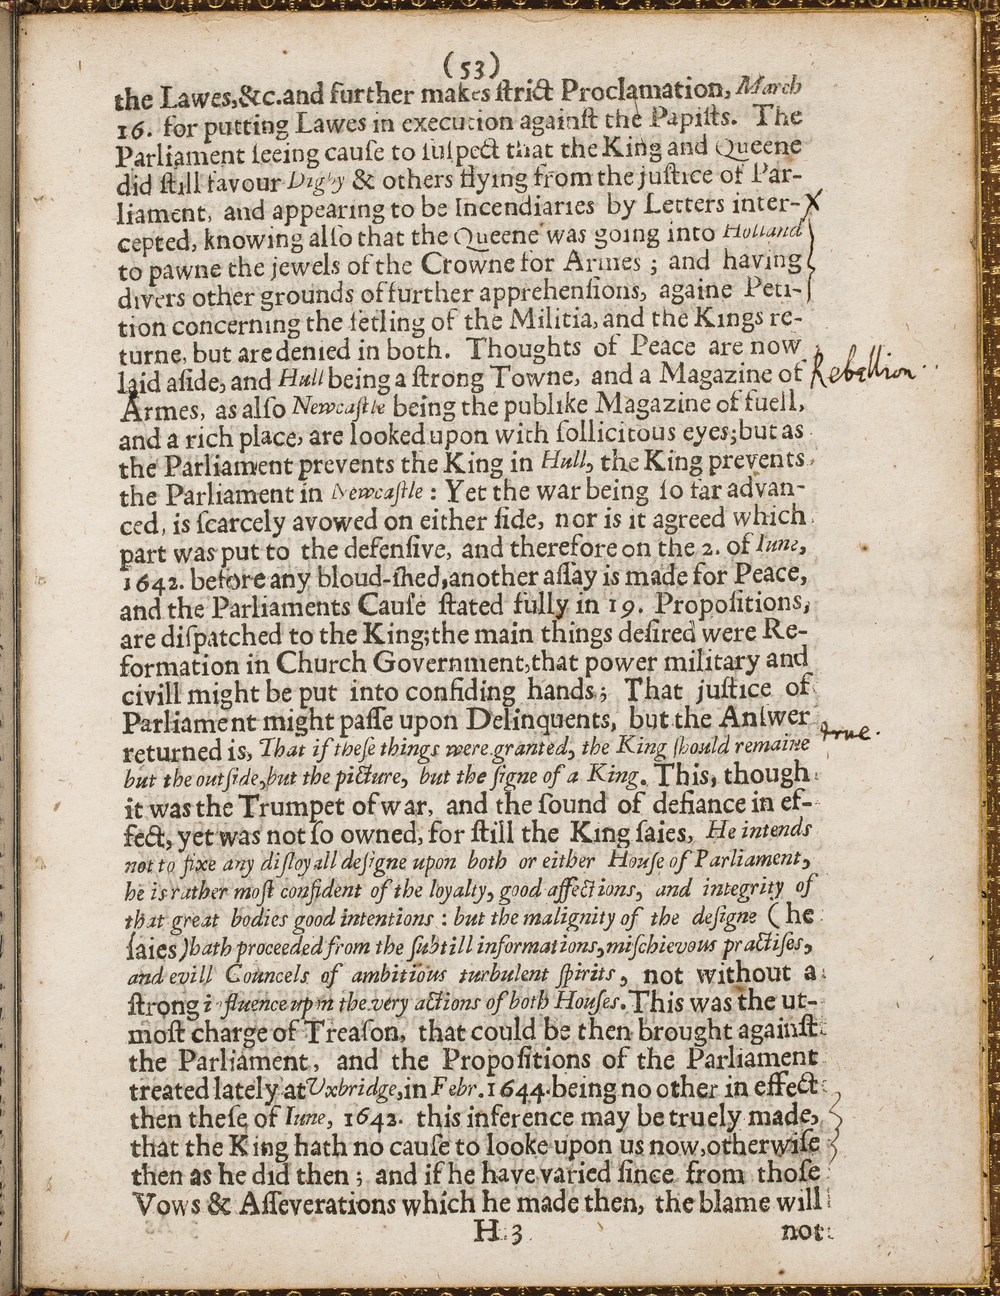 (53)
the Lawes,&c.and further makes ſtrict Proclamation, March
16. for putting Lawes in execution againſt the Papiſts. The
Parliament ſeeing cauſe to ſuſpect that the King and Queene
did ſtill favour Digby & others flying from the juſtice of Par-
liament, and appearing to be Incendiaries by Letters inter- X
cepted, knowing alſo that the Queene was going into Holland
to pawne the jewels of the Crowne for Armes ; and having
divers other grounds of further apprehenſions, againe Peti-
tion concerning the ſetling of the Militia, and the Kings re-
turne, but are denied in both. Thoughts of Peace are now
laid aſide, and Hull being a ſtrong Towne, and a Magazine of Rebellion
Armes, as alſo Newcaſtle being the publike Magazine of fuell,
and a rich place, are looked upon with ſollicitous eyes;but as
the Parliament prevents the King in Hull, the King prevents
the Parliament in Newcaſtle : Yet the war being ſo far advan-
ced, is ſcarcely avowed on either ſide, nor is it agreed which
part was put to the defenſive, and therefore on the 2. of Iune,
1642. before any bloud-ſhed,another aſſay is made for Peace,
and the Parliaments Cauſe ſtated fully in 19. Propoſitions,
are diſpatched to the King;the main things deſired were Re-
formation in Church Government,that power military and
civill might be put into confiding hands; That juſtice of
Parliament might paſſe upon Delinquents, but the Anſwer true.
returned is, That if theſe things were granted, the King ſhould remaine
but the outſide,but the picture, but the ſigne of a King. This, though
it was the Trumpet of war, and the ſound of defiance in ef-
fect, yet was not ſo owned, for ſtill the King ſaies, He intends
not to fixe any diſloyall deſigne upon both or either Houſe of Parliament,
he is rather moſt confident of the loyalty, good affections, and integrity of
that great bodies good intentions : but the malignity of the deſigne (he
ſaies)hath proceeded from the ſubtill informations,miſchievous practiſes,
and evill Councels of ambitious turbulent ſpirits, not without a
ſtrong influence upon the very actions of both Houſes. This was the ut-
moſt charge of Treaſon, that could be then brought againſt
the Parliament, and the Propoſitions of the Parliament
treated lately at Vxbridge,in Febr. 1644.being no other in effect
then theſe of Iune, 1642. this inference may be truely made,
that the King hath no cauſe to looke upon us now,otherwiſe
then as he did then ; and if he have varied ſince from thoſe
Vows & Aſſeverations which he made then, the blame will
H 3 not